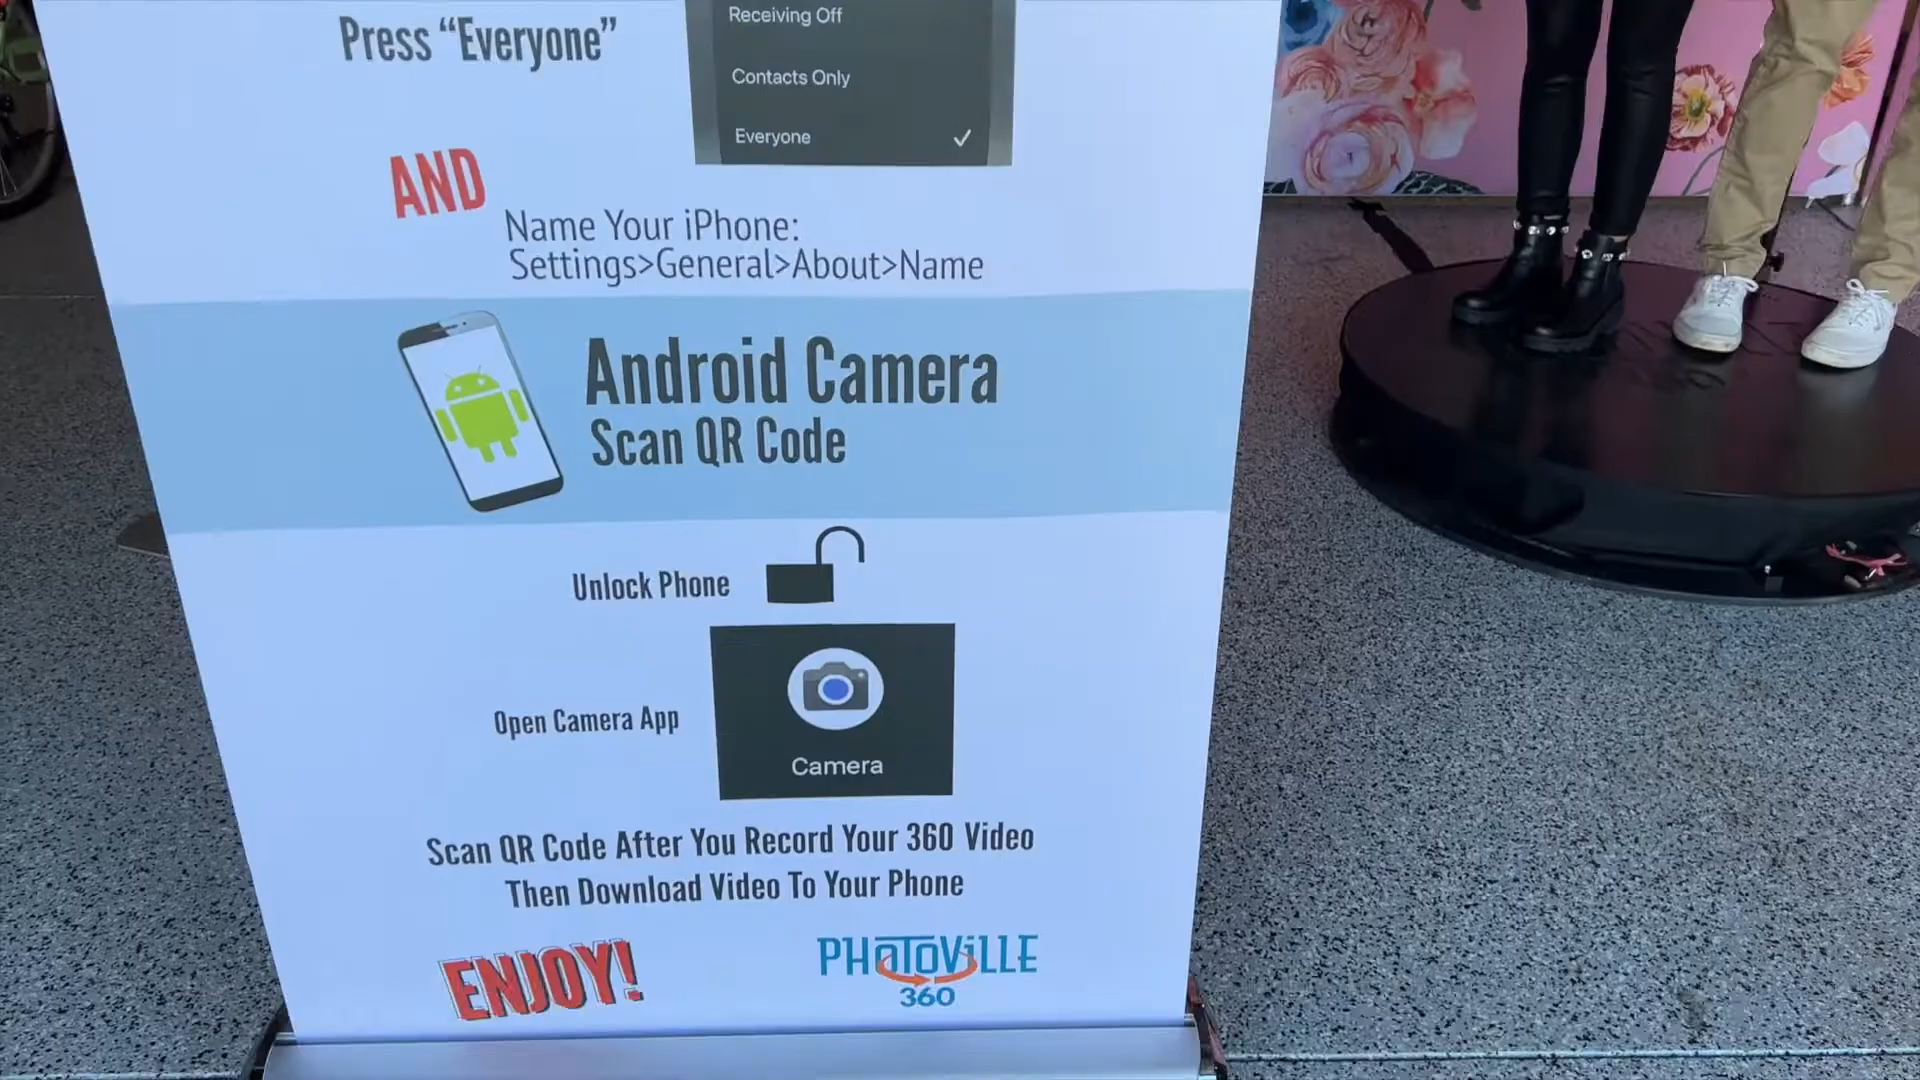 Receiving Off
Press “Everyone”
Contacts Only
Everyone
AND
Name Your iPhone:
Settings>General>About>Name
Android Camera
Scan QR Code
Unlock Phone
Open Camera App
Camera
Scan QR Code After You Record Your 360 Video
Then Download Video To Your Phone
ENJOY!
PHOTOViLLE
360